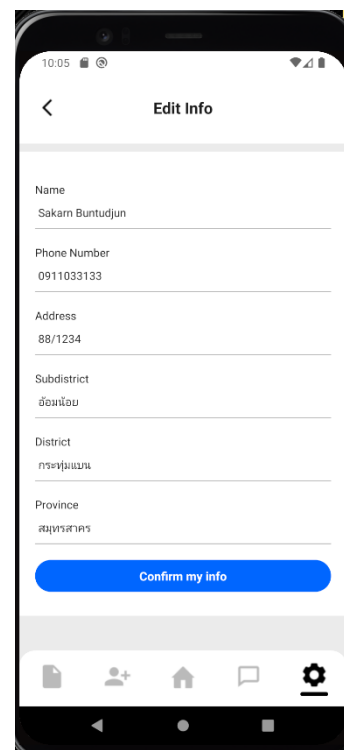 10:05
Edit Info
Name
Sakarn Buntudjun
Phone Number
0911033133
Address
88/1234
Subdistrict
อ้อมน้อย
District
กระทุ่มแบน
Province
สมุทรสาคร
Confirm my info